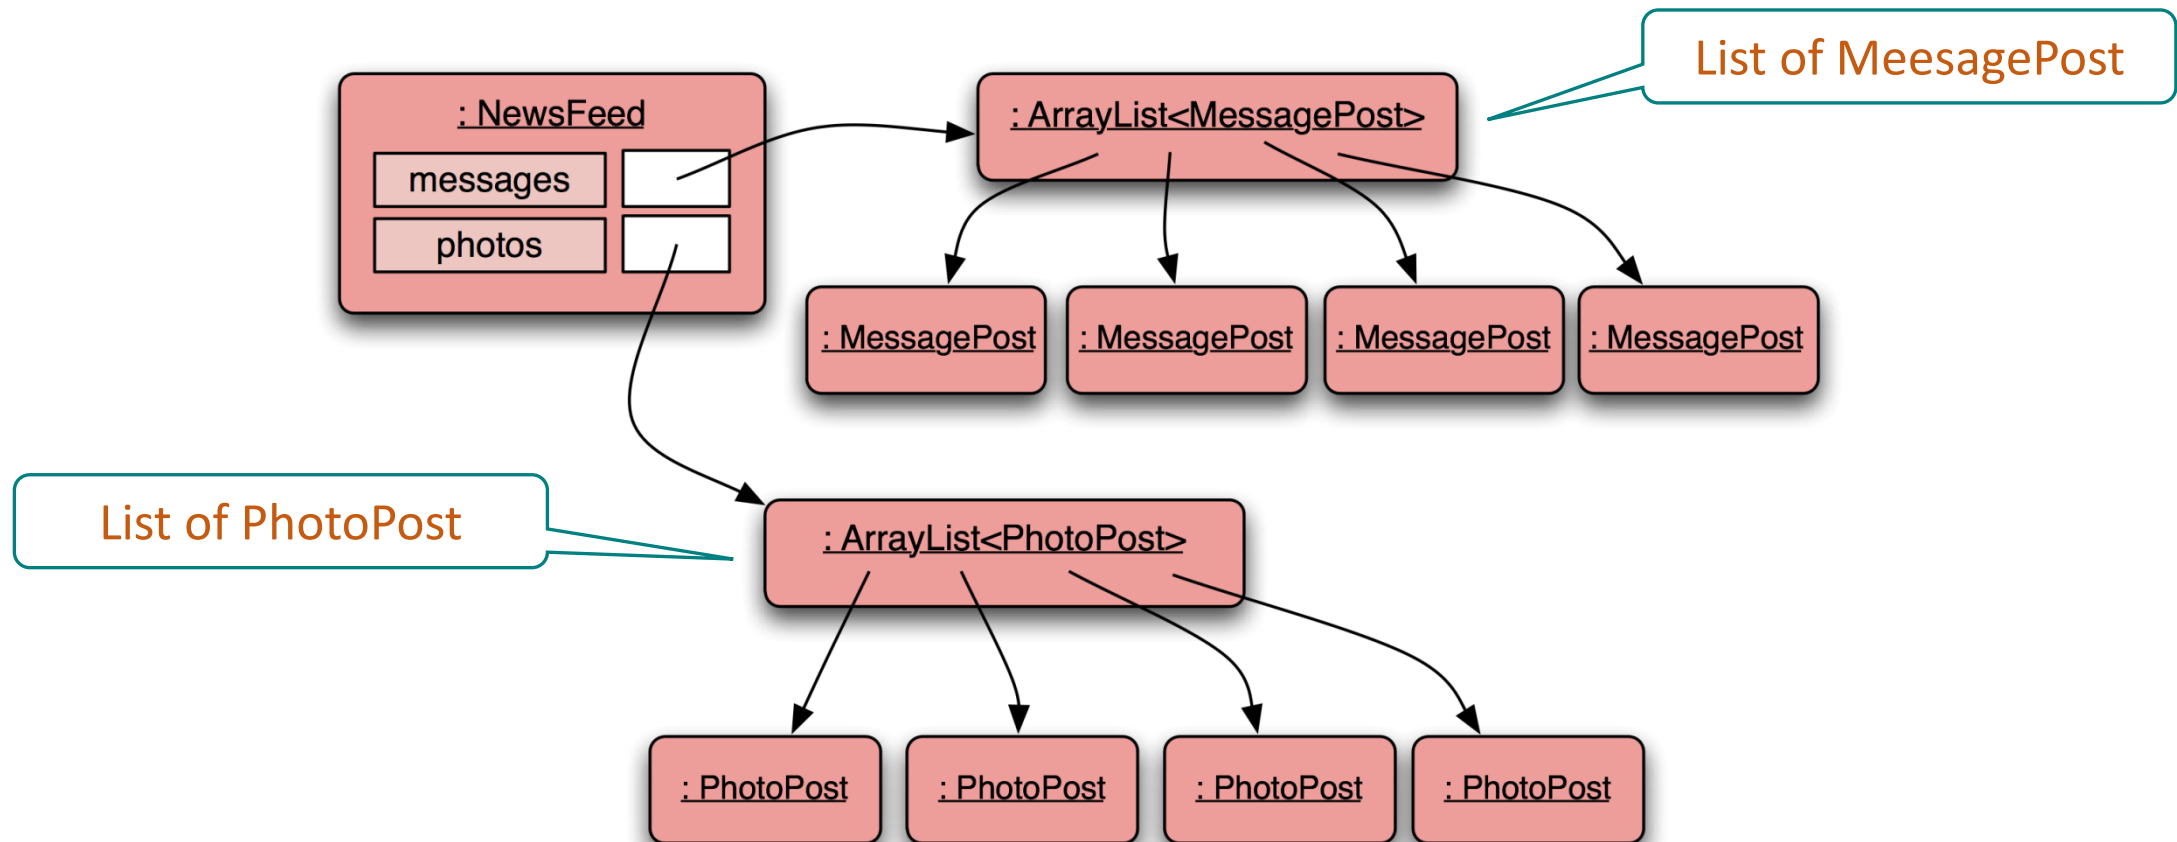 List of MeesagePost
: NewsFeed
: ArrayList<MessagePost>
messages
photos
: MessagePost
: MessagePost
: MessagePost
: MessagePost
List of PhotoPost
: ArrayList<PhotoPost>
: PhotoPost
: PhotoPost
: PhotoPost
: PhotoPost